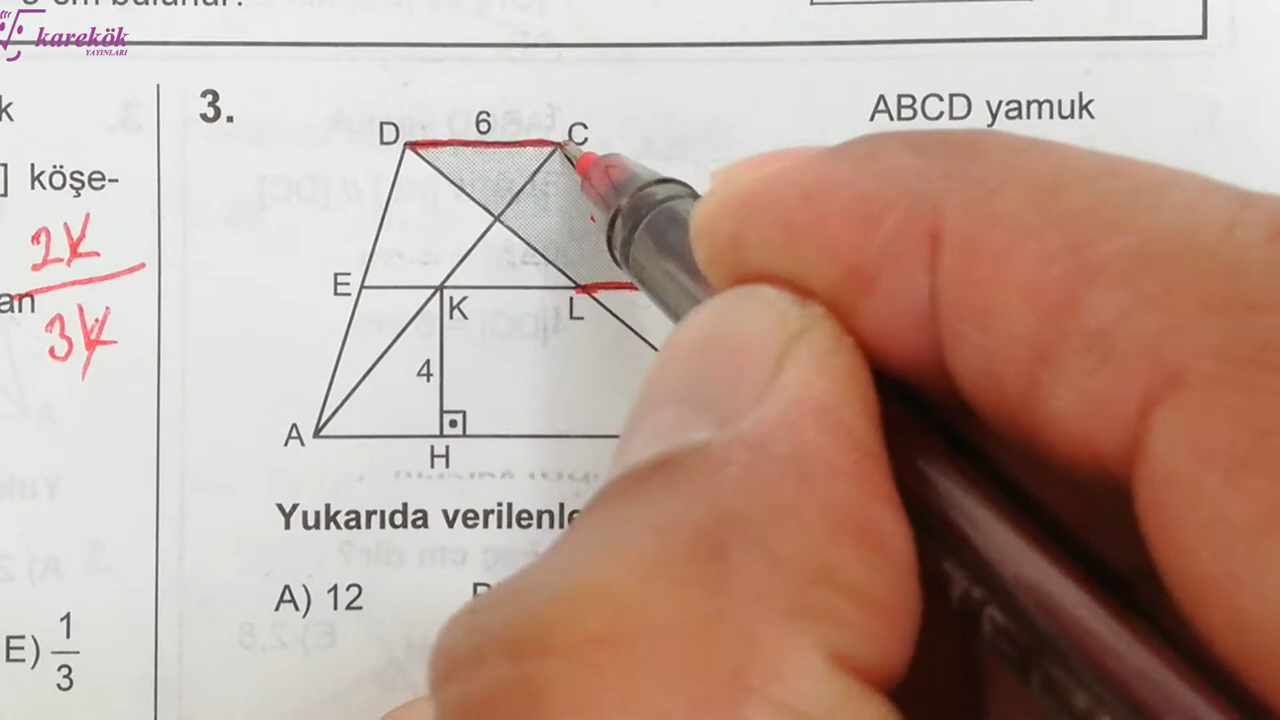 karekök
YAYINLARI
k
] köşe-
2k
an
3k
E) 1
3
3.
ABCD yamuk
D 6 C
E K L
4
A H
Yukarıda verilenle
A) 12